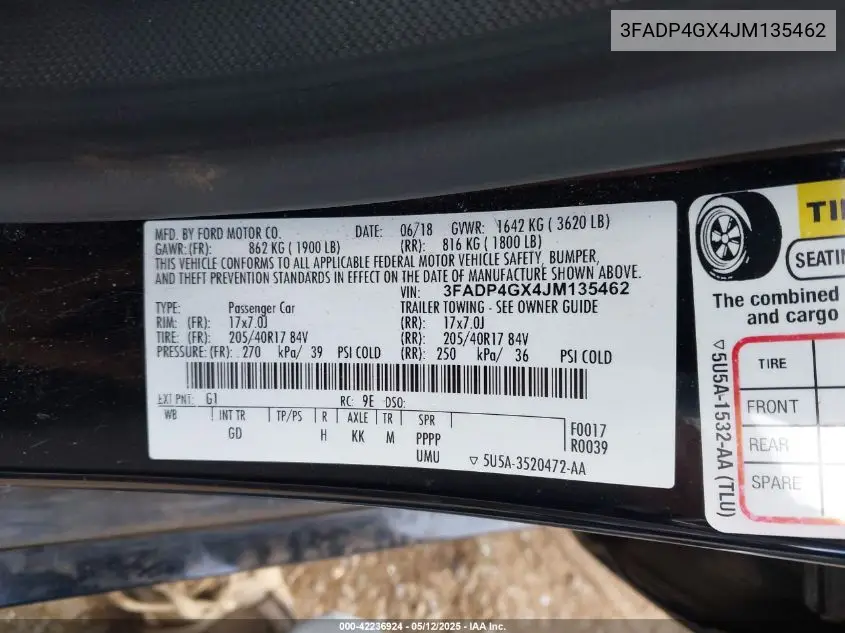 3FADP4GX4JM135462
MFD. BY FORD MOTOR CO. DATE: 06/18 GVWR: 1642 KG ( 3620 LB)
GAWR:(FR): 862 KG ( 1900 LB) (RR): 816 KG ( 1800 LB)
THIS VEHICLE CONFORMS TO ALL APPLICABLE FEDERAL MOTOR VEHICLE SAFETY, BUMPER,
AND THEFT PREVENTION STANDARDS IN EFFECT ON THE DATE OF MANUFACTURE SHOWN ABOVE.
VIN: 3FADP4GX4JM135462
TYPE: Passenger Car TRAILER TOWING - SEE OWNER GUIDE
RIM: (FR): 17x7.0J (RR): 17x7.0J
TIRE: (FR): 205/40R17 84V (RR): 205/40R17 84V
PRESSURE:(FR): 270 kPa/ 39 PSI COLD (RR): 250 kPa/ 36 PSI COLD
EXT PNT: G1 RC: 9E DSO:
WB INT TR TP/PS R AXLE TR SPR F0017
GD H KK M PPPP R0039
UMU ▽ 5U5A-3520472-AA
TI
SEATIN
The combined
and cargo
TIRE
FRONT
REAR
SPARE
▽ 5U5A-1532-AA (TLU)
000-42236924 - 05/12/2025 - IAA Inc.